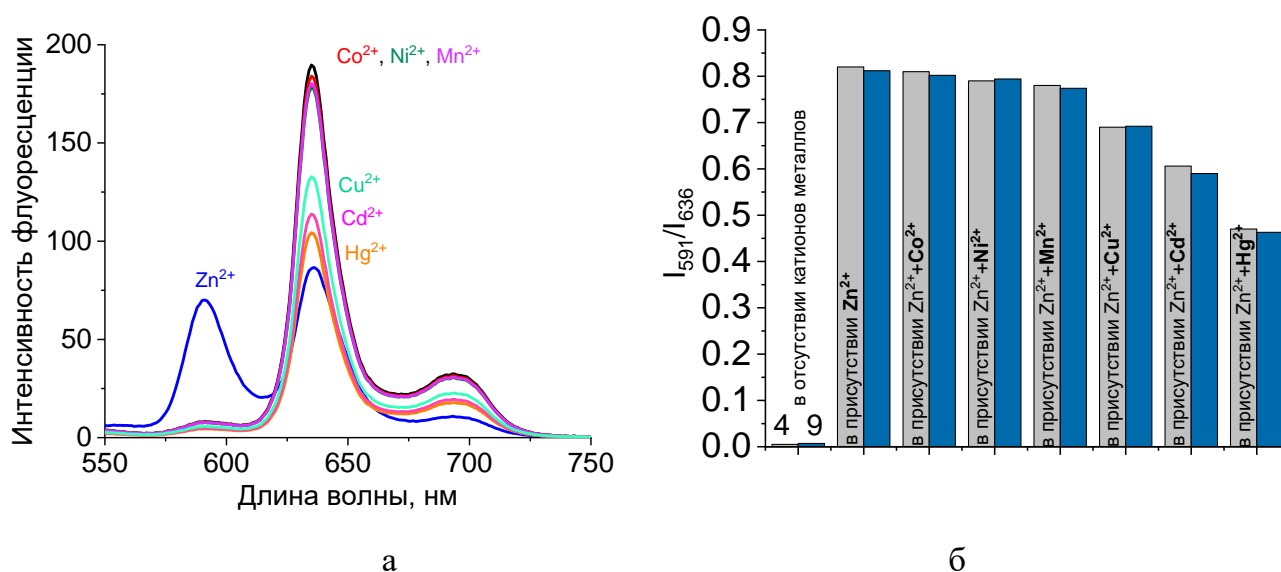 Интенсивность флуоресценции
200
150
100
50
0
Co²⁺, Ni²⁺, Mn²⁺
Cu²⁺
Cd²⁺
Hg²⁺
Zn²⁺
550 600 650 700 750
Длина волны, нм
а
I₅₉₁/I₆₃₆
0.9
0.8
0.7
0.6
0.5
0.4
0.3
0.2
0.1
0.0
4 9
в отсутствии катионов металлов
в присутствии Zn²⁺
в присутствии Zn²⁺+Co²⁺
в присутствии Zn²⁺+Ni²⁺
в присутствии Zn²⁺+Mn²⁺
в присутствии Zn²⁺+Cu²⁺
в присутствии Zn²⁺+Cd²⁺
в присутствии Zn²⁺+Hg²⁺
б